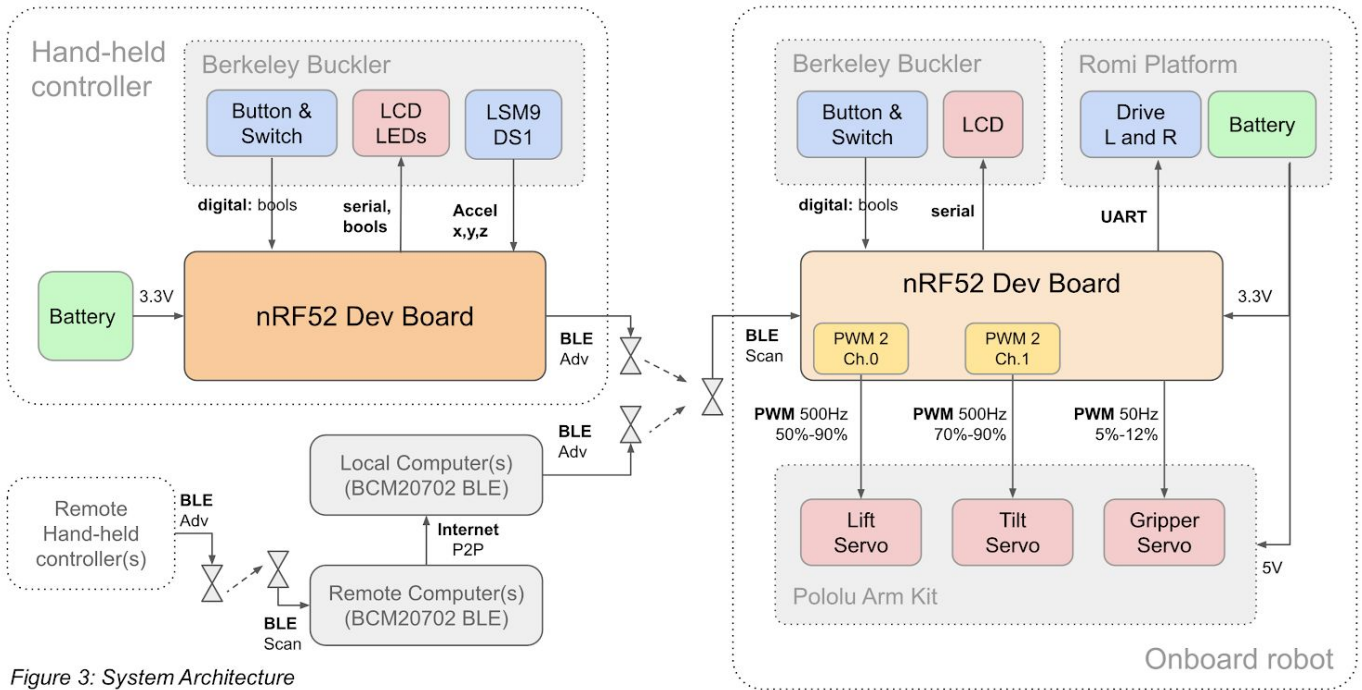 Hand-held
controller
Berkeley Buckler
Button &
Switch
LCD
LEDs
LSM9
DS1
digital: bools
serial,
bools
Accel
x,y,z
Battery
3.3V
nRF52 Dev Board
BLE
Adv
Remote
Hand-held
controller(s)
BLE
Adv
BLE
Scan
Local Computer(s)
(BCM20702 BLE)
Internet
P2P
Remote Computer(s)
(BCM20702 BLE)
BLE
Adv
Berkeley Buckler
Button &
Switch
LCD
Romi Platform
Drive
L and R
Battery
digital: bools
serial
UART
BLE
Scan
nRF52 Dev Board
3.3V
PWM 2
Ch.0
PWM 2
Ch.1
PWM 500Hz
50%-90%
PWM 500Hz
70%-90%
PWM 50Hz
5%-12%
Lift
Servo
Tilt
Servo
Gripper
Servo
5V
Pololu Arm Kit
Onboard robot
Figure 3: System Architecture